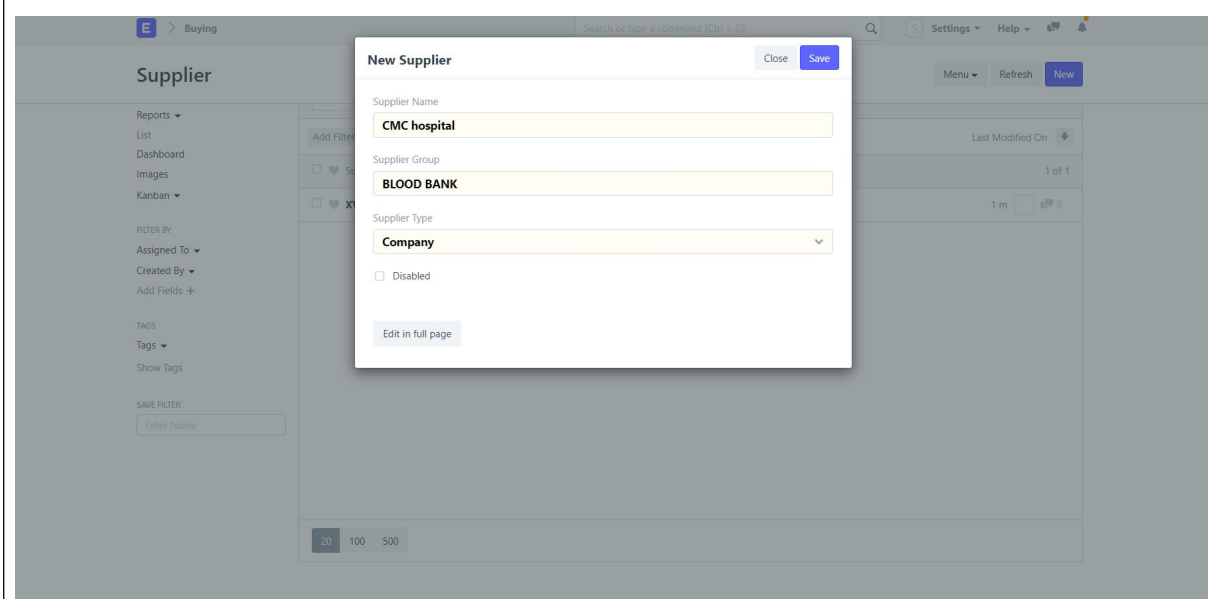 E > Buying
Search or type a command (Ctrl + G)
S Settings Help
Supplier
Menu Refresh New
New Supplier
Close Save
Supplier Name
CMC hospital
Supplier Group
BLOOD BANK
Supplier Type
Company
Disabled
Edit in full page
Reports
List
Dashboard
Images
Kanban
FILTER BY
Assigned To
Created By
Add Fields +
TAGS
Tags
Show Tags
SAVE FILTER
Filter Name
Add Filter
Last Modified On
Su
1 of 1
XY
1 m 0
20 100 500